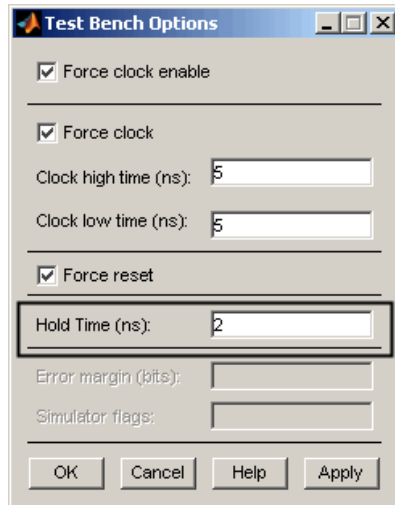 Test Bench Options
Force clock enable
Force clock
Clock high time (ns): 5
Clock low time (ns): 5
Force reset
Hold Time (ns): 2
Error margin (bits):
Simulator flags:
OK Cancel Help Apply